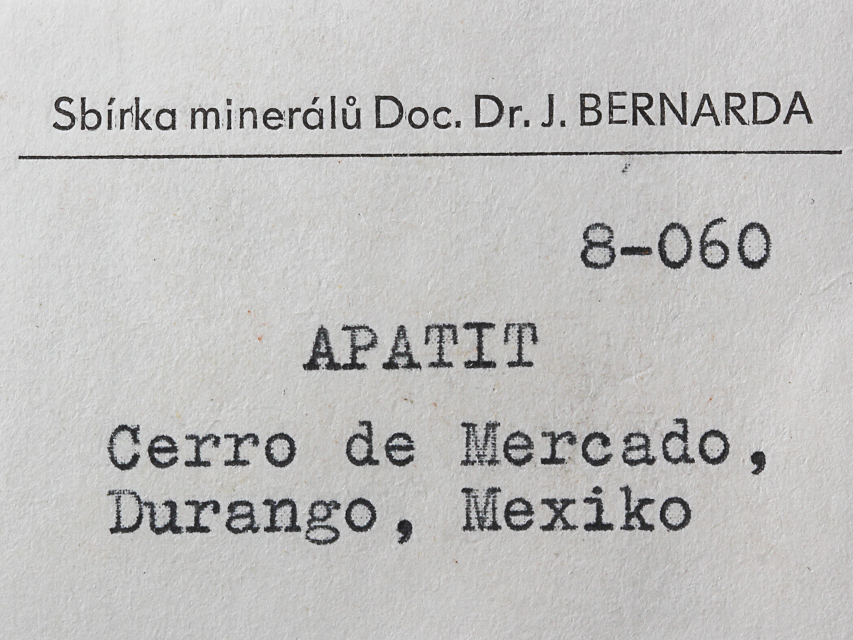 Sbírka minerálů Doc. Dr. J. BERNARDA
8-060
APATIT
Cerro de Mercado,
Durango, Mexiko